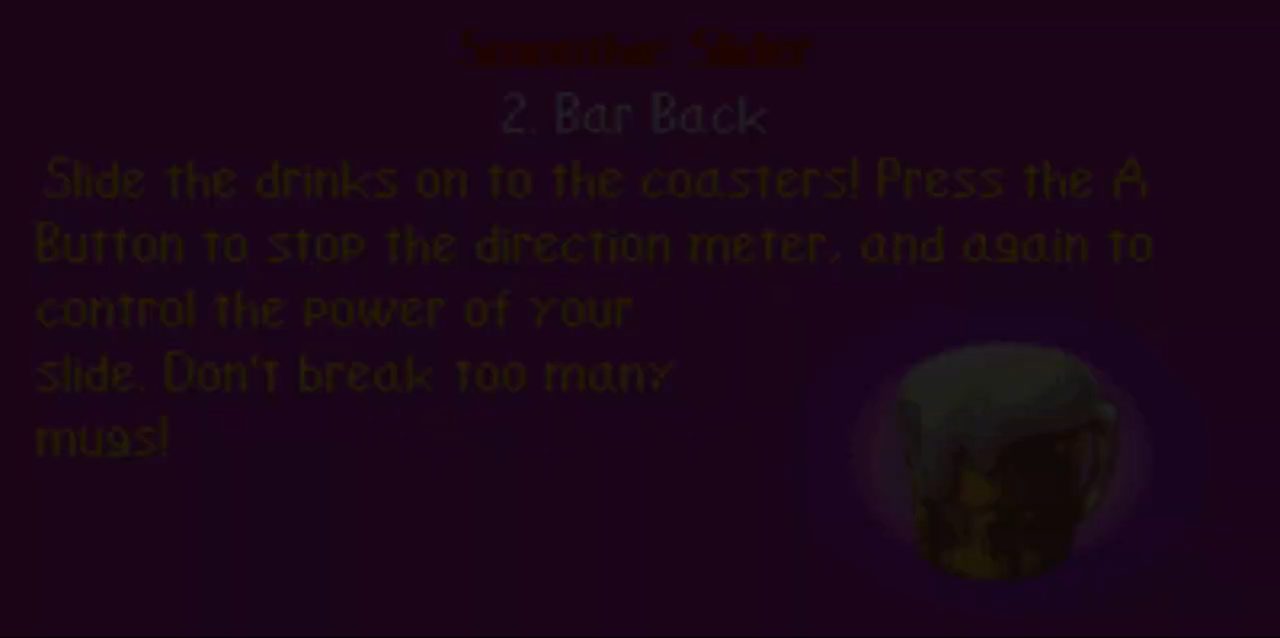 Slider
2. Bar Back
Slide the drinks on to the coasters! Press the A
Button to stop the direction meter, and again to
control the power of your
slide. Don't break too many
mugs!